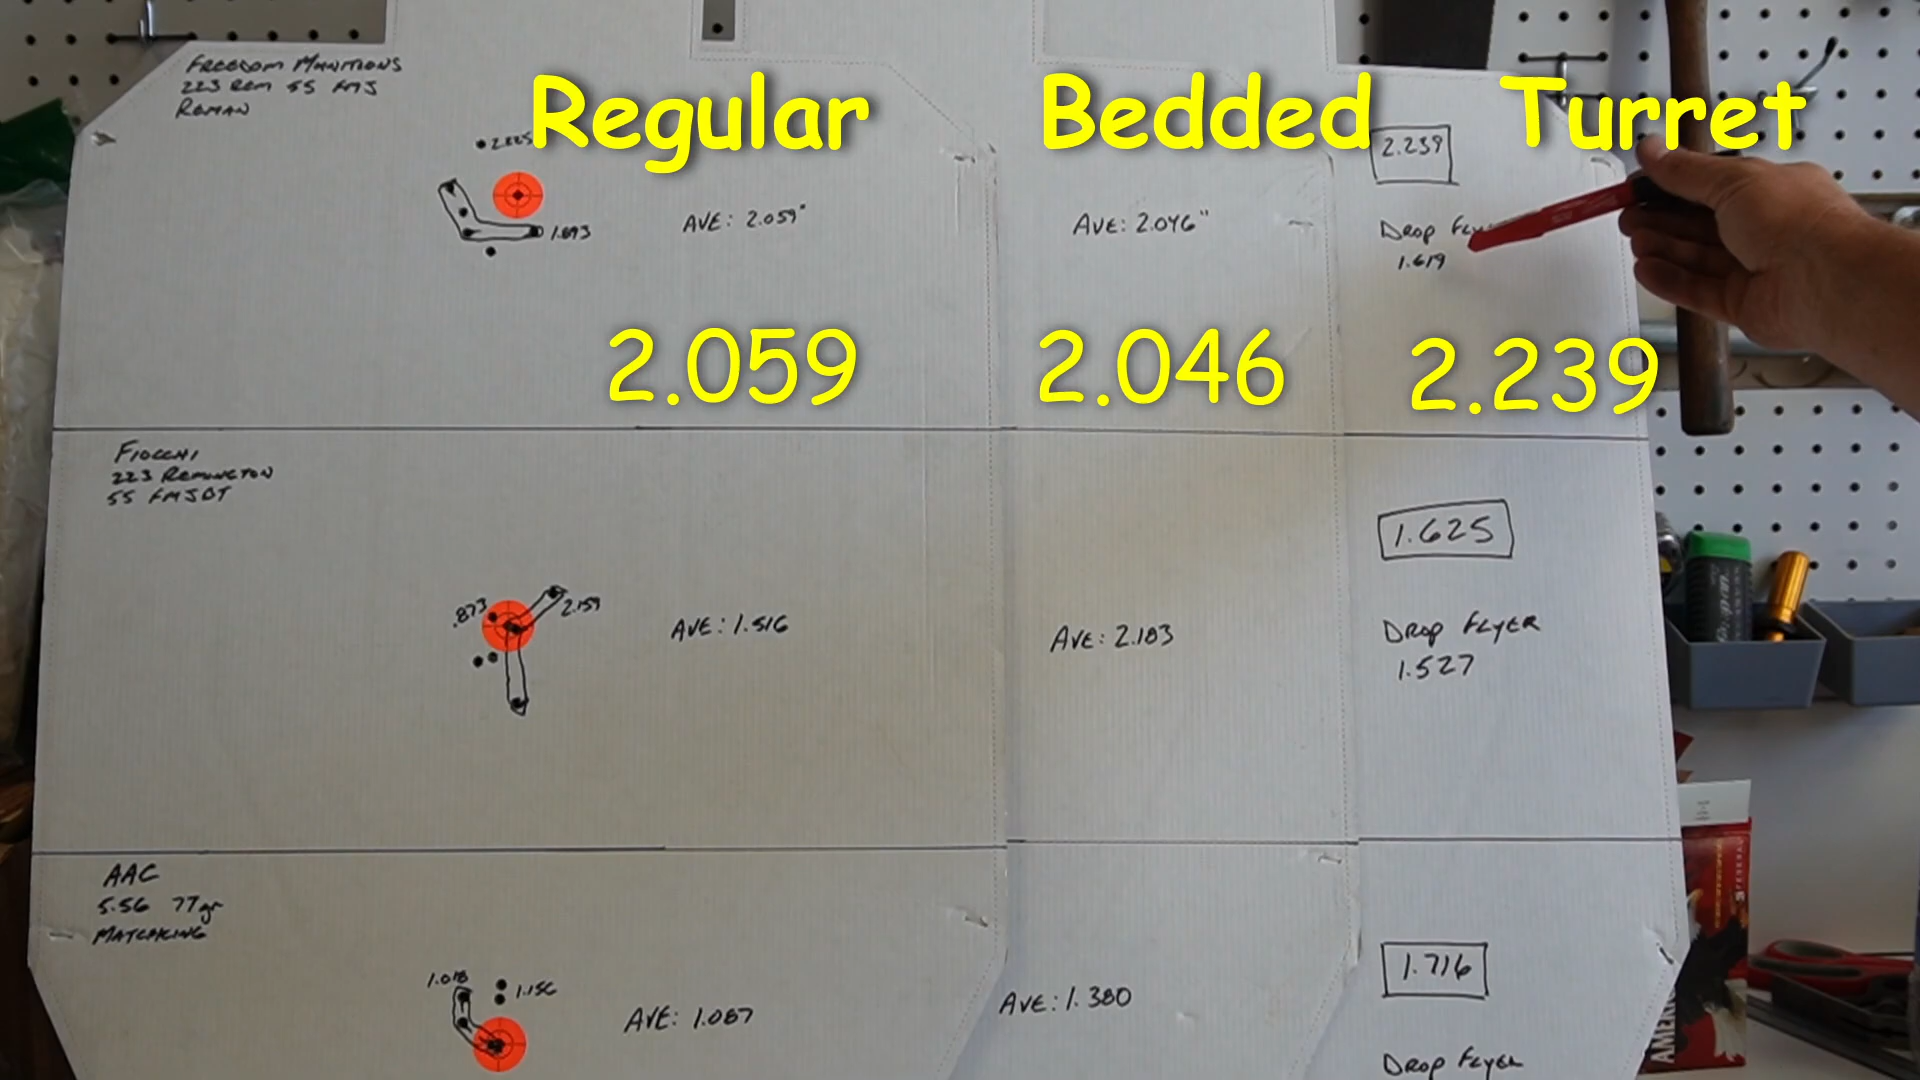 FREEDOM MUNITIONS
223 REM 55 FMJ
REMAN
Regular
Bedded
Turret
2.225
1.893
AVE: 2.059"
AVE: 2.046"
2.239
DROP
1.619
2.059
2.046
2.239
FIOCCHI
223 REMINGTON
55 FMJBT
.873
2.159
AVE: 1.516
AVE: 2.183
1.625
DROP FLYER
1.527
AAC
5.56 77gr
MATCHKING
1.018
1.156
AVE: 1.087
AVE: 1.380
1.716
DROP FLYER